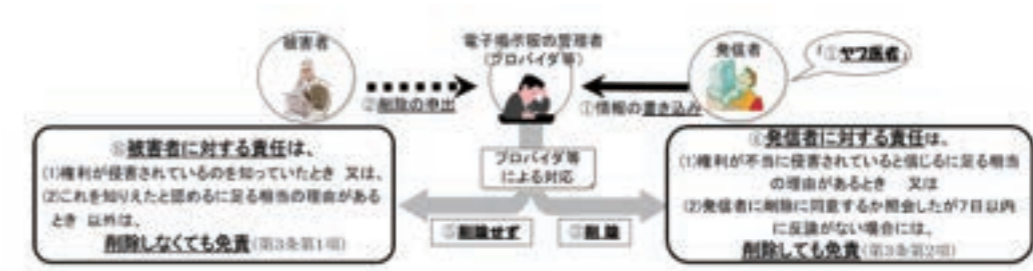 被害者
電子掲示板の管理者
(プロバイダ等)
発信者
「①ヤブ医者」
②削除の申出
①情報の書き込み
被害者に対する責任は、
(1)権利が侵害されているのを知っていたとき 又は、
(2)これを知りえたと認めるに足る相当の理由がある
とき 以外は、
削除しなくても免責(第3条第1項)
プロバイダ等
による対応
削除せず
③削除
発信者に対する責任は、
(1)権利が不当に侵害されていると信じるに足る相当
の理由があるとき 又は
(2)発信者に削除に同意するか照会したが7日以内
に反論がない場合には、
削除しても免責(第3条第2項)